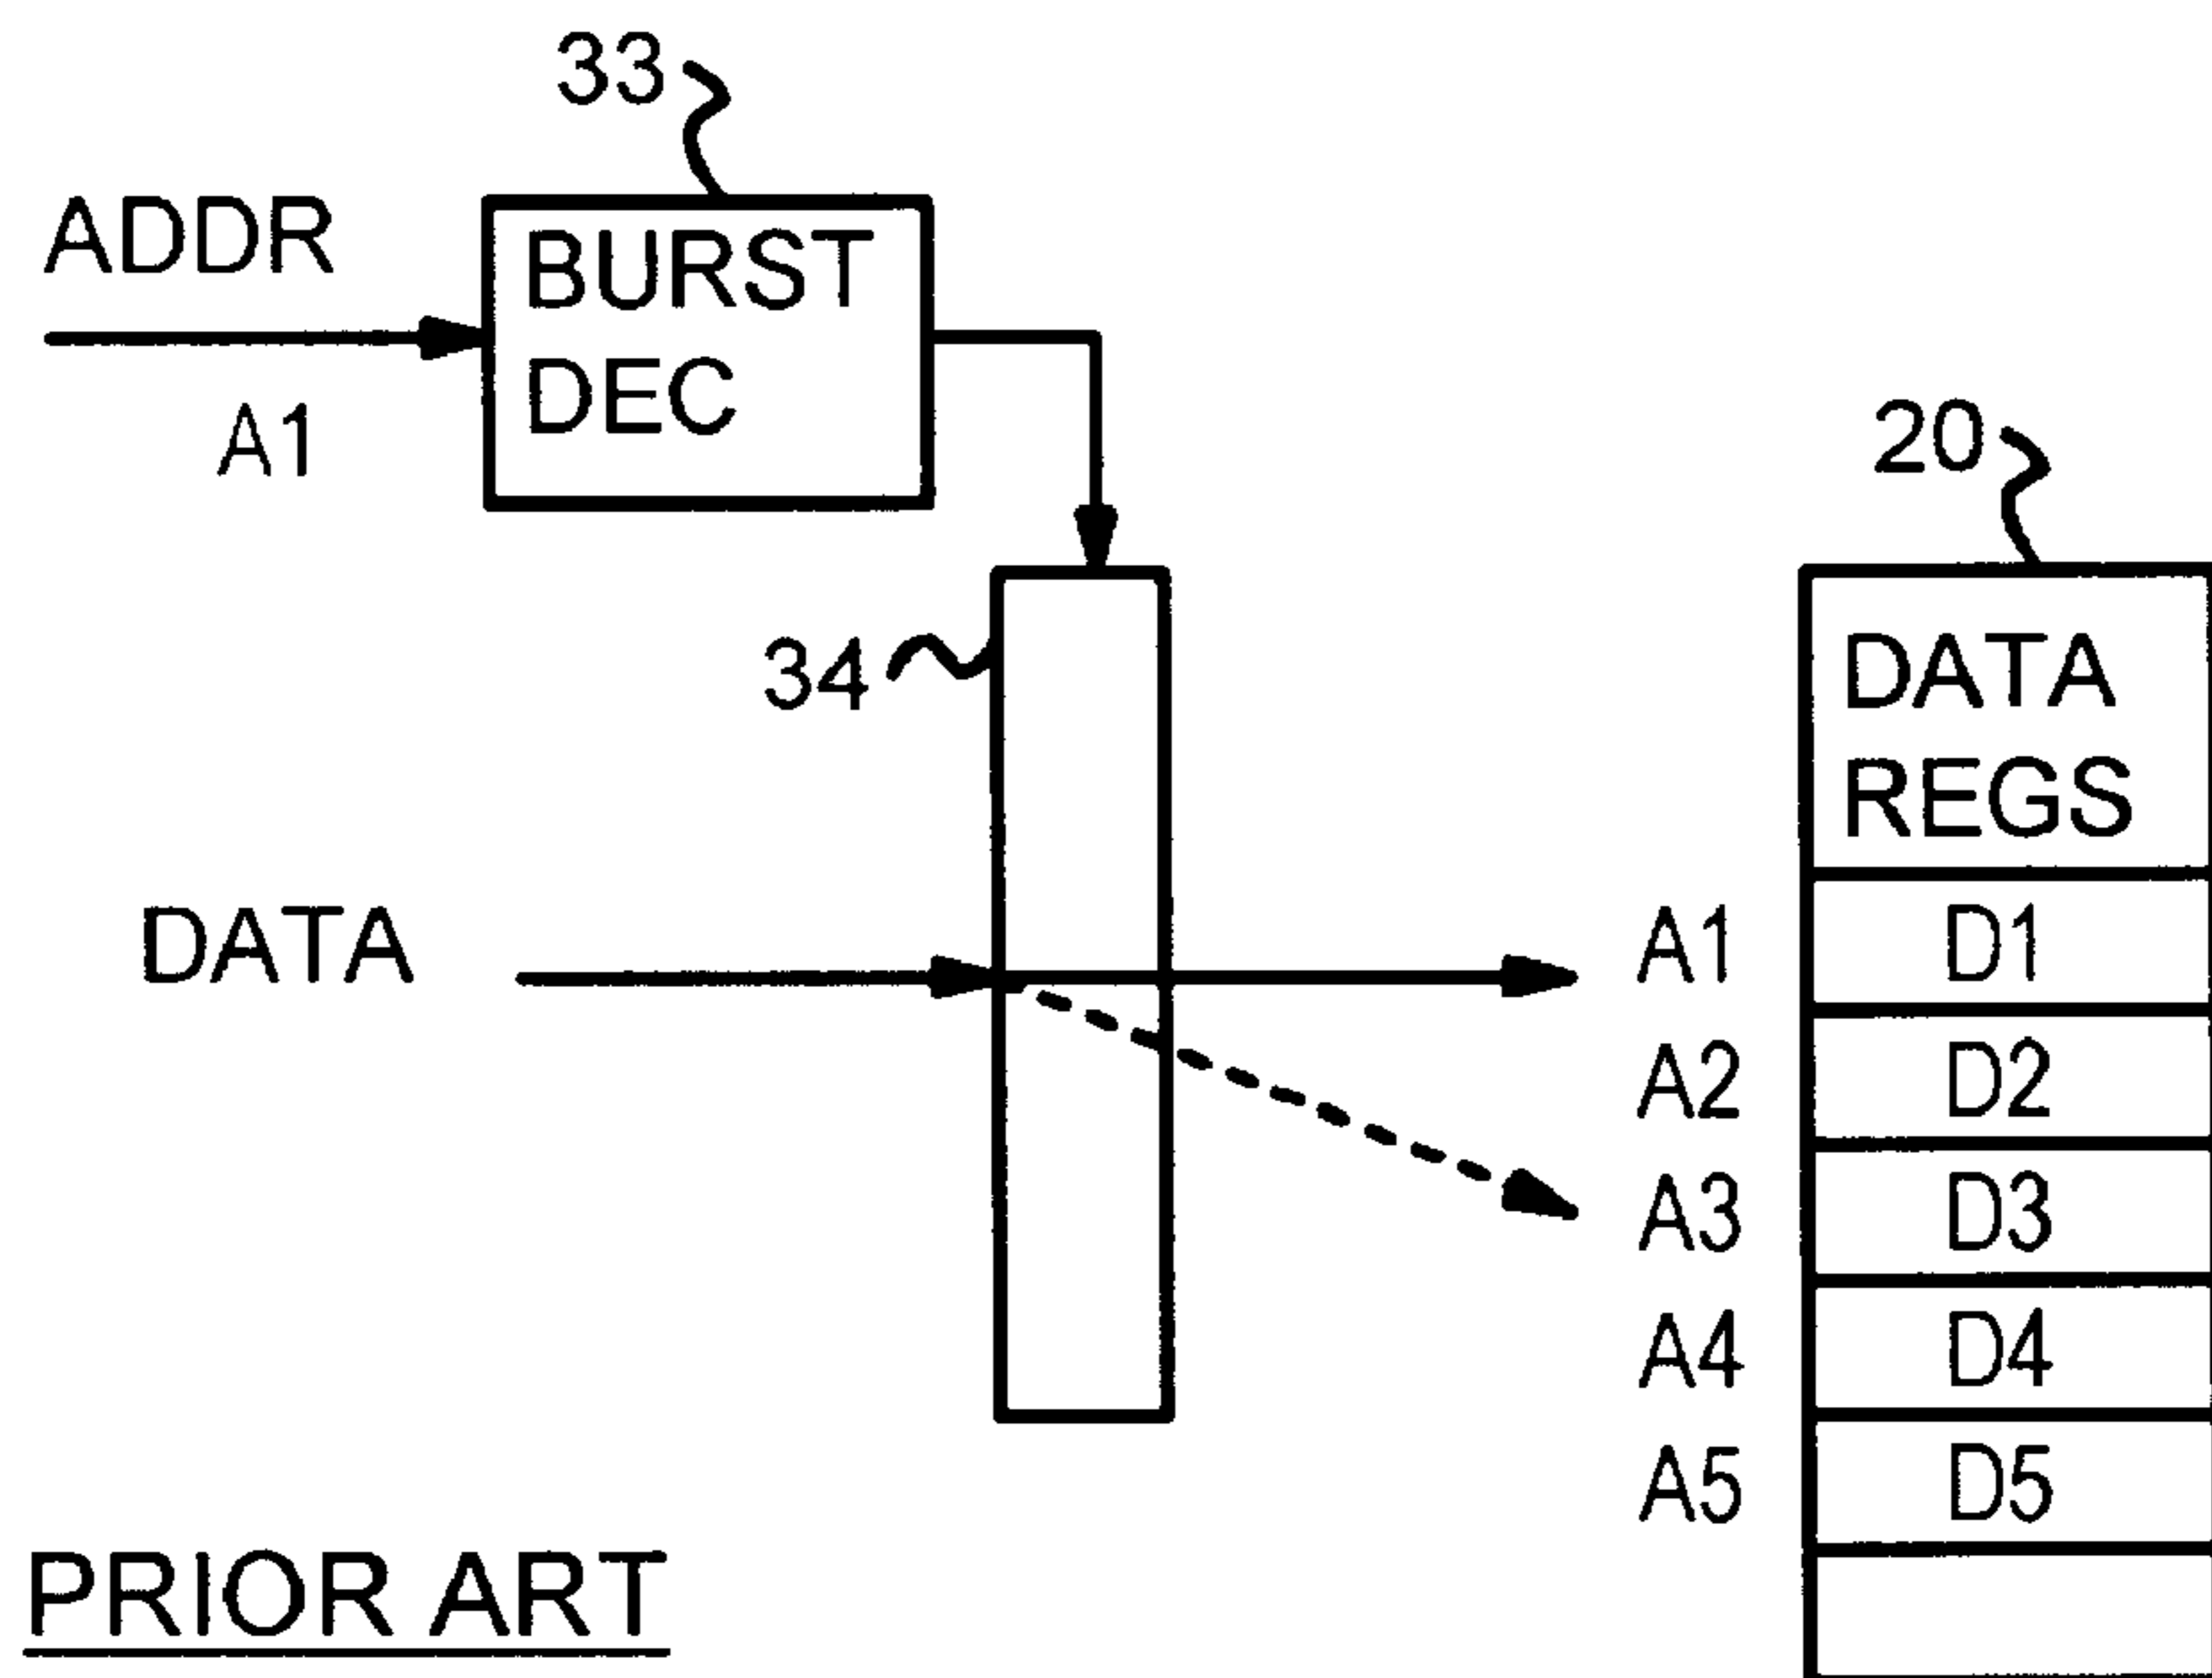 33
ADDR
A1
BURST
DEC
20
34
DATA
REGS
DATA
A1 D1
A2 D2
A3 D3
A4 D4
A5 D5
PRIOR ART